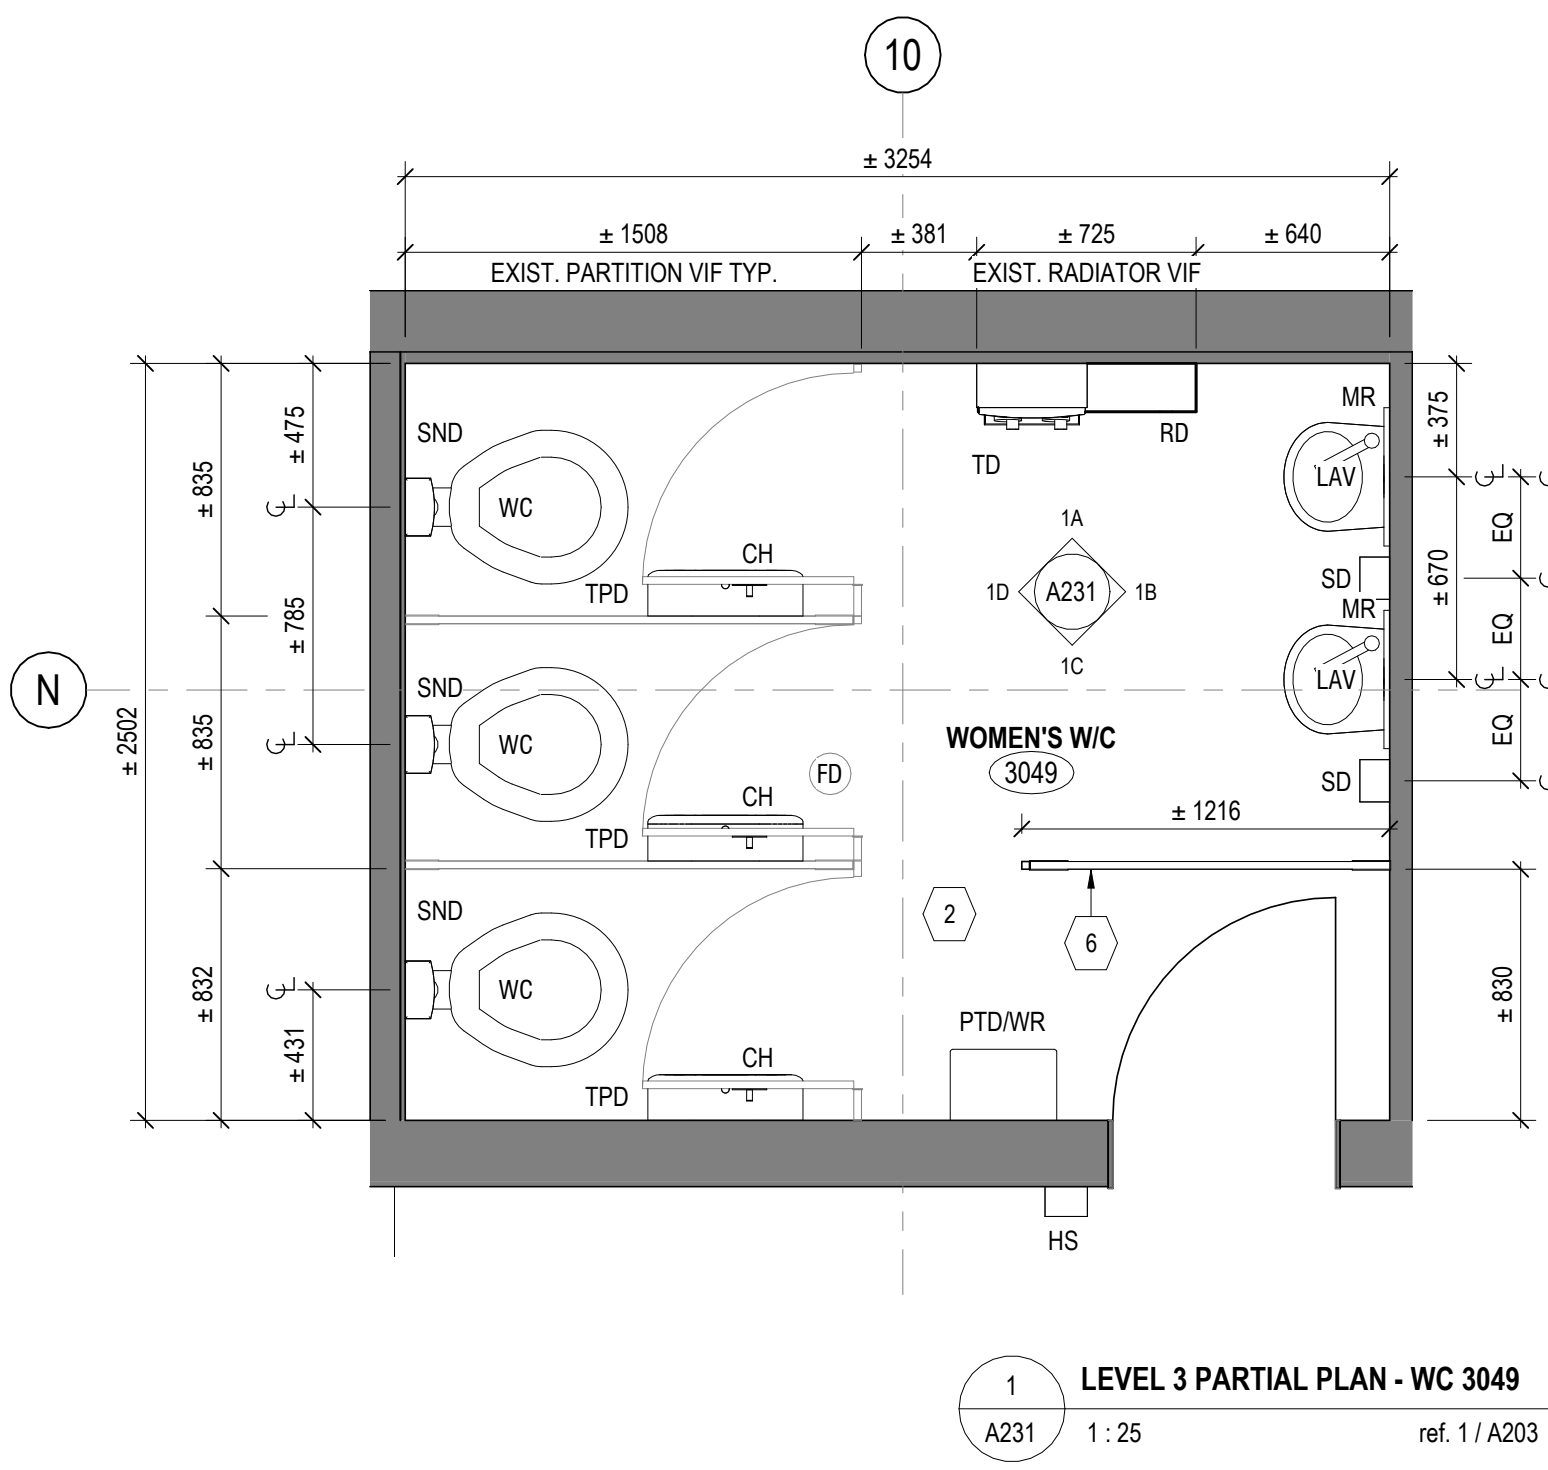 10
± 3254
± 1508
± 381
± 725
± 640
EXIST. PARTITION VIF TYP.
EXIST. RADIATOR VIF
± 475
± 835
± 785
± 835
± 2502
± 832
± 431
N
SND
WC
CH
TPD
SND
WC
CH
TPD
SND
WC
CH
TPD
FD
TD
RD
MR
LAV
SD
MR
LAV
SD
± 375
± 670
EQ
EQ
EQ
1A
1D
A231
1B
1C
WOMEN'S W/C
3049
± 1216
± 830
2
6
PTD/WR
HS
1
A231
LEVEL 3 PARTIAL PLAN - WC 3049
1 : 25
ref. 1 / A203